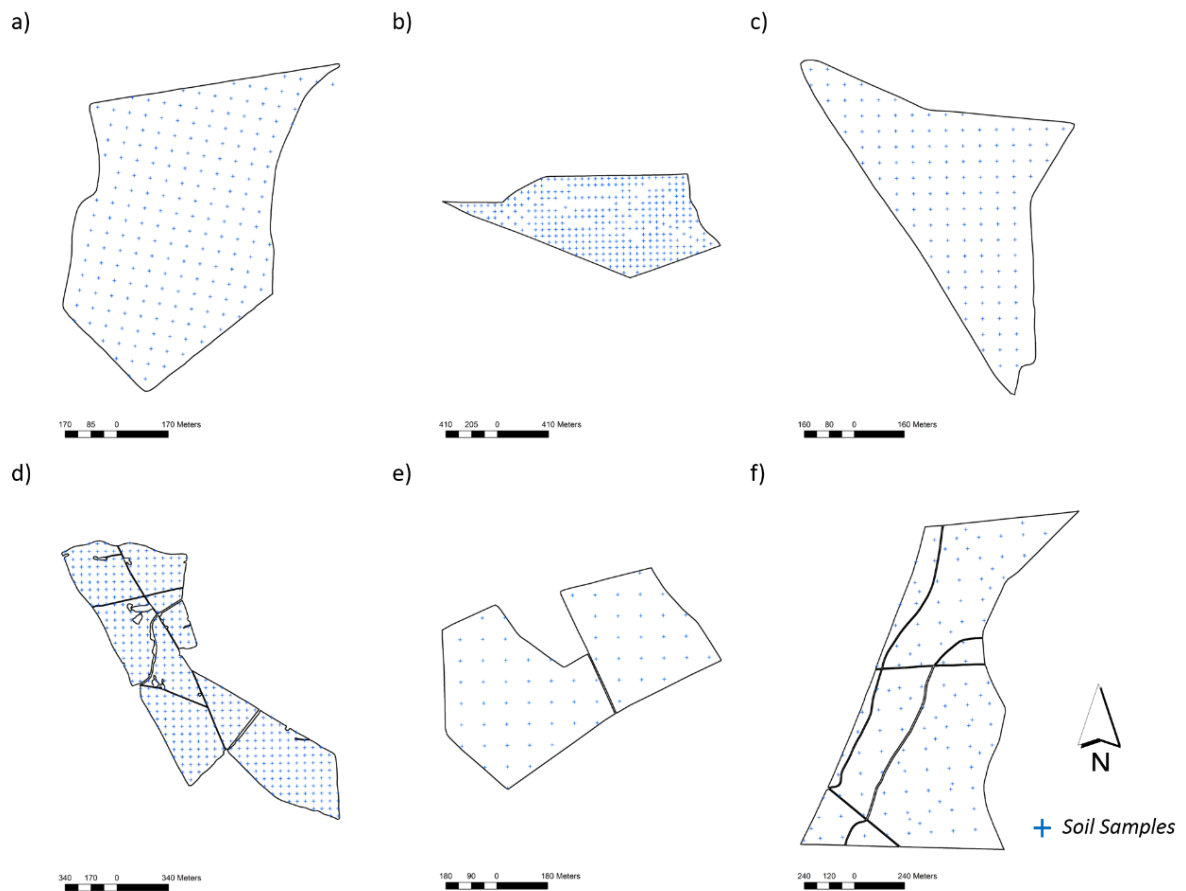 a)
b)
c)
170 85 0 170 Meters
410 205 0 410 Meters
160 80 0 160 Meters
d)
e)
f)
N
Soil Samples
340 170 0 340 Meters
180 90 0 180 Meters
240 120 0 240 Meters